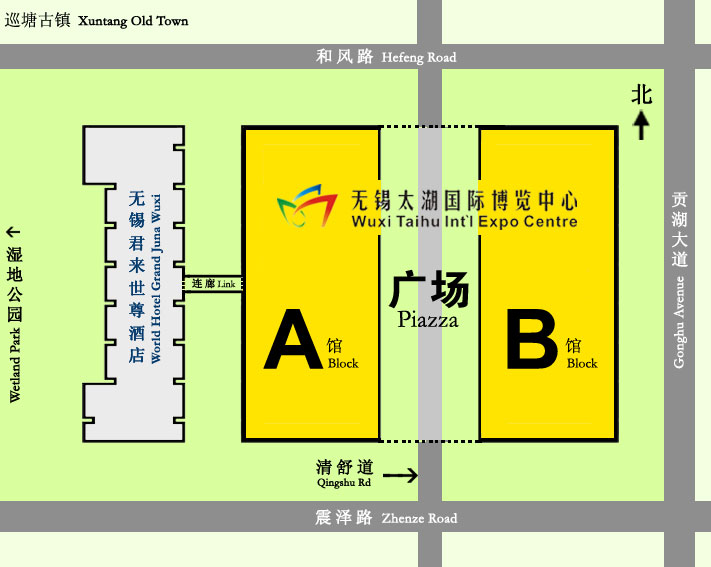 巡塘古镇 Xuntang Old Town
和风路 Hefeng Road
北
无锡太湖国际博览中心
Wuxi Taihu Int'l Expo Centre
无锡君来世尊酒店
World Hotel Grand Juna Wuxi
贡湖大道 Gonghu Avenue
湿地公园 Wetland Park
连廊 Link
广场
Piazza
A 馆
Block
B 馆
Block
清舒道
Qingshu Rd
震泽路 Zhenze Road